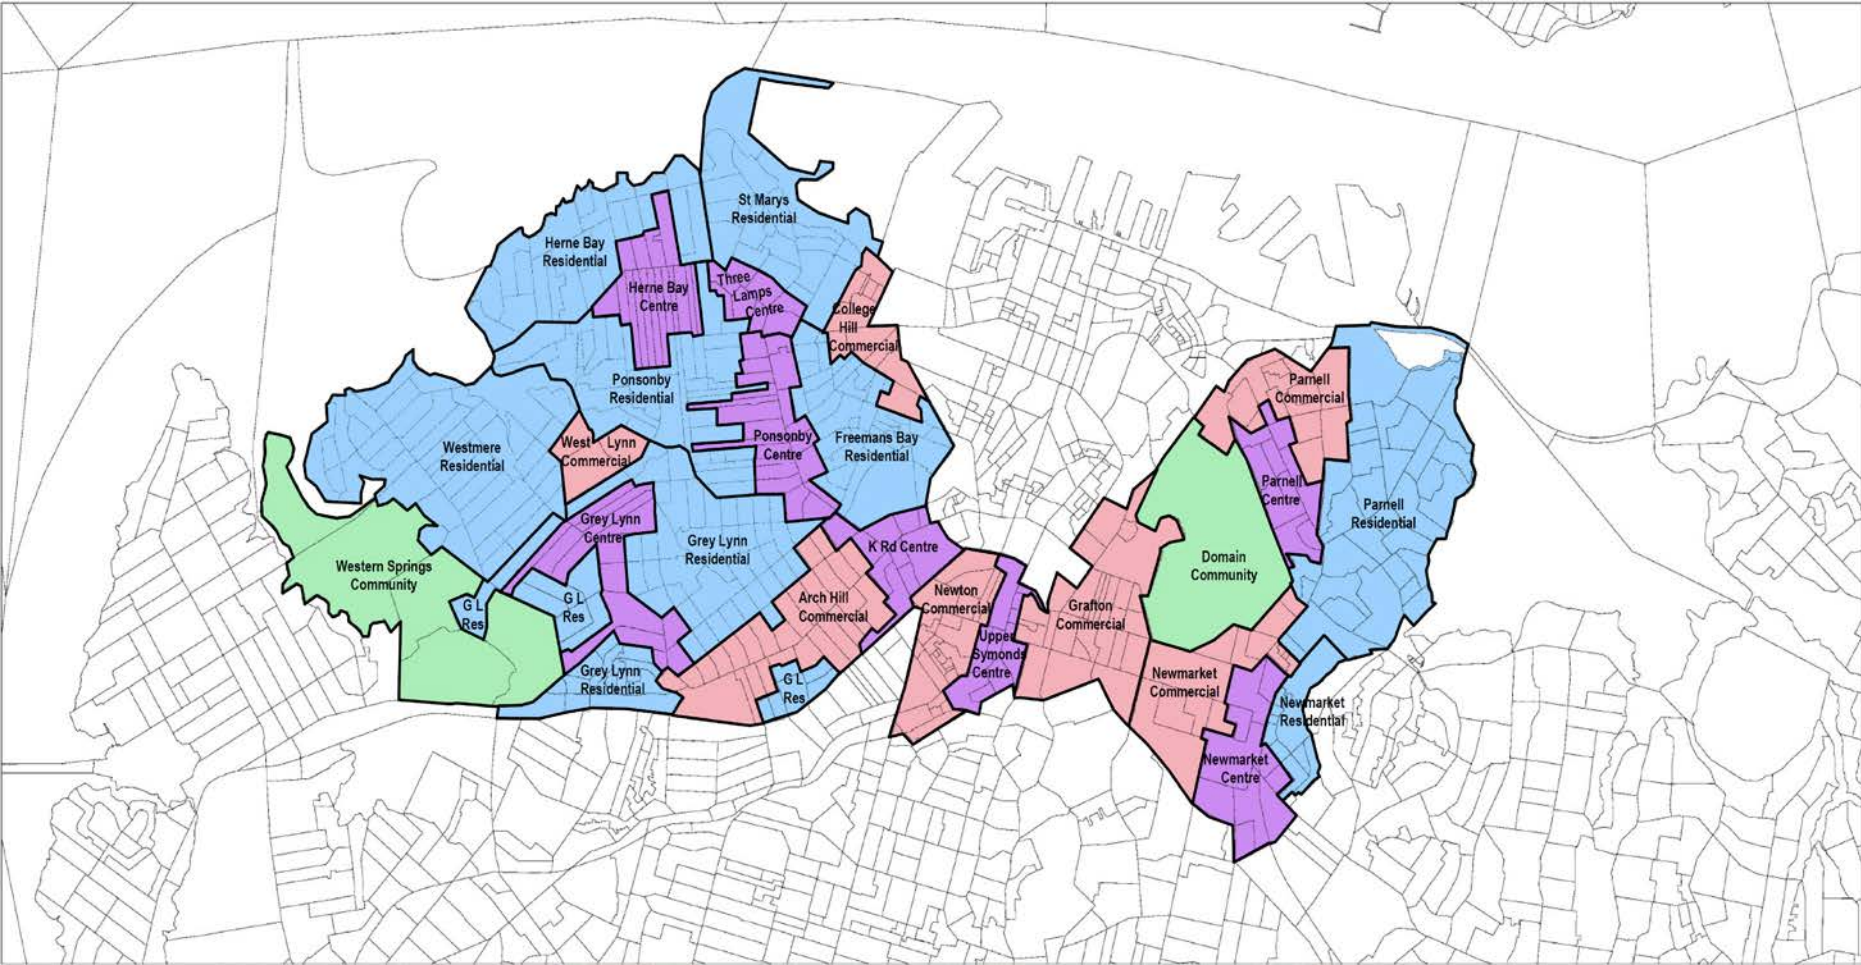 St Marys
Residential
Herne Bay
Residential
Herne Bay
Centre
Three
Lamps
Centre
College
Hill
Commercial
Ponsonby
Residential
Parnell
Commercial
West Lynn
Commercial
Westmere
Residential
Ponsonby
Centre
Freemans Bay
Residential
Parnell
Centre
Parnell
Residential
Grey Lynn
Centre
Grey Lynn
Residential
K Rd Centre
Domain
Community
Western Springs
Community
G L
Res
G L
Res
Arch Hill
Commercial
Newton
Commercial
Grafton
Commercial
Upper
Symonds
Centre
Grey Lynn
Residential
G L
Res
Newmarket
Commercial
Newmarket
Residential
Newmarket
Centre